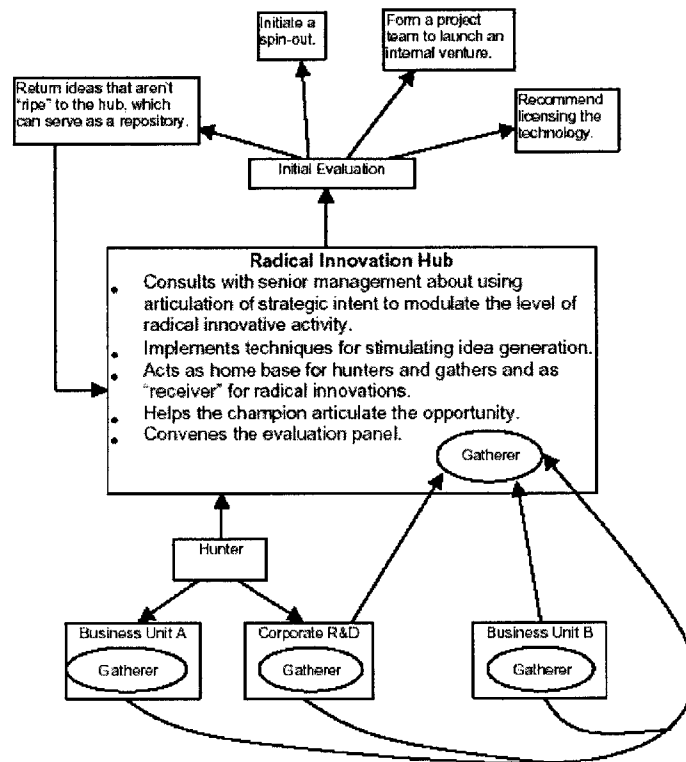 Initiate a
spin-out.
Form a project
team to launch an
internal venture.
Return ideas that aren't
"ripe" to the hub, which
can serve as a repository.
Recommend
licensing the
technology.
Initial Evaluation
Radical Innovation Hub
• Consults with senior management about using
articulation of strategic intent to modulate the level of
radical innovative activity.
• Implements techniques for stimulating idea generation.
• Acts as home base for hunters and gathers and as
"receiver" for radical innovations.
• Helps the champion articulate the opportunity.
• Convenes the evaluation panel.
Gatherer
Hunter
Business Unit A
Gatherer
Corporate R&D
Gatherer
Business Unit B
Gatherer